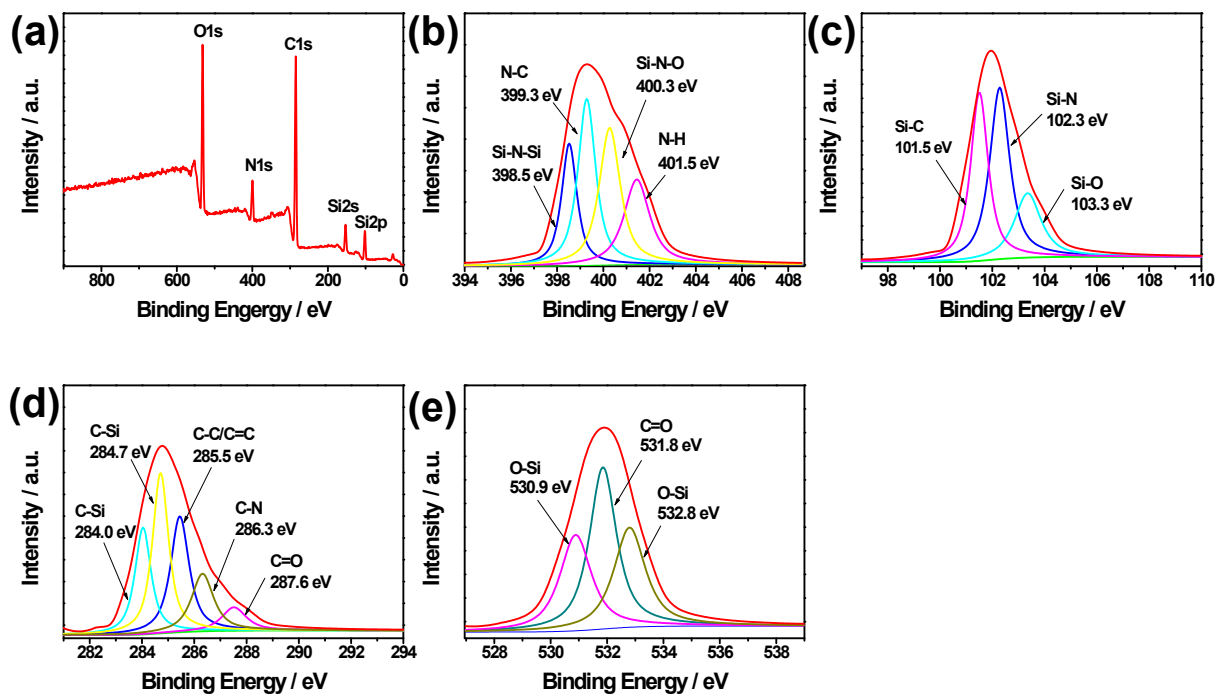 (a)
O1s
C1s
N1s
Si2s
Si2p
Intensity / a.u.
800
600
400
200
0
Binding Engergy / eV
(b)
N-C
399.3 eV
Si-N-O
400.3 eV
Si-N-Si
398.5 eV
N-H
401.5 eV
Intensity / a.u.
394
396
398
400
402
404
406
408
Binding Energy / eV
(c)
Si-N
102.3 eV
Si-C
101.5 eV
Si-O
103.3 eV
Intensity / a.u.
98
100
102
104
106
108
110
Binding Energy / eV
(d)
C-Si
284.7 eV
C-C/C=C
285.5 eV
C-Si
284.0 eV
C-N
286.3 eV
C=O
287.6 eV
Intensity / a.u.
282
284
286
288
290
292
294
Binding Energy / eV
(e)
C=O
531.8 eV
O-Si
530.9 eV
O-Si
532.8 eV
Intensity / a.u.
528
530
532
534
536
538
Binding Energy / eV